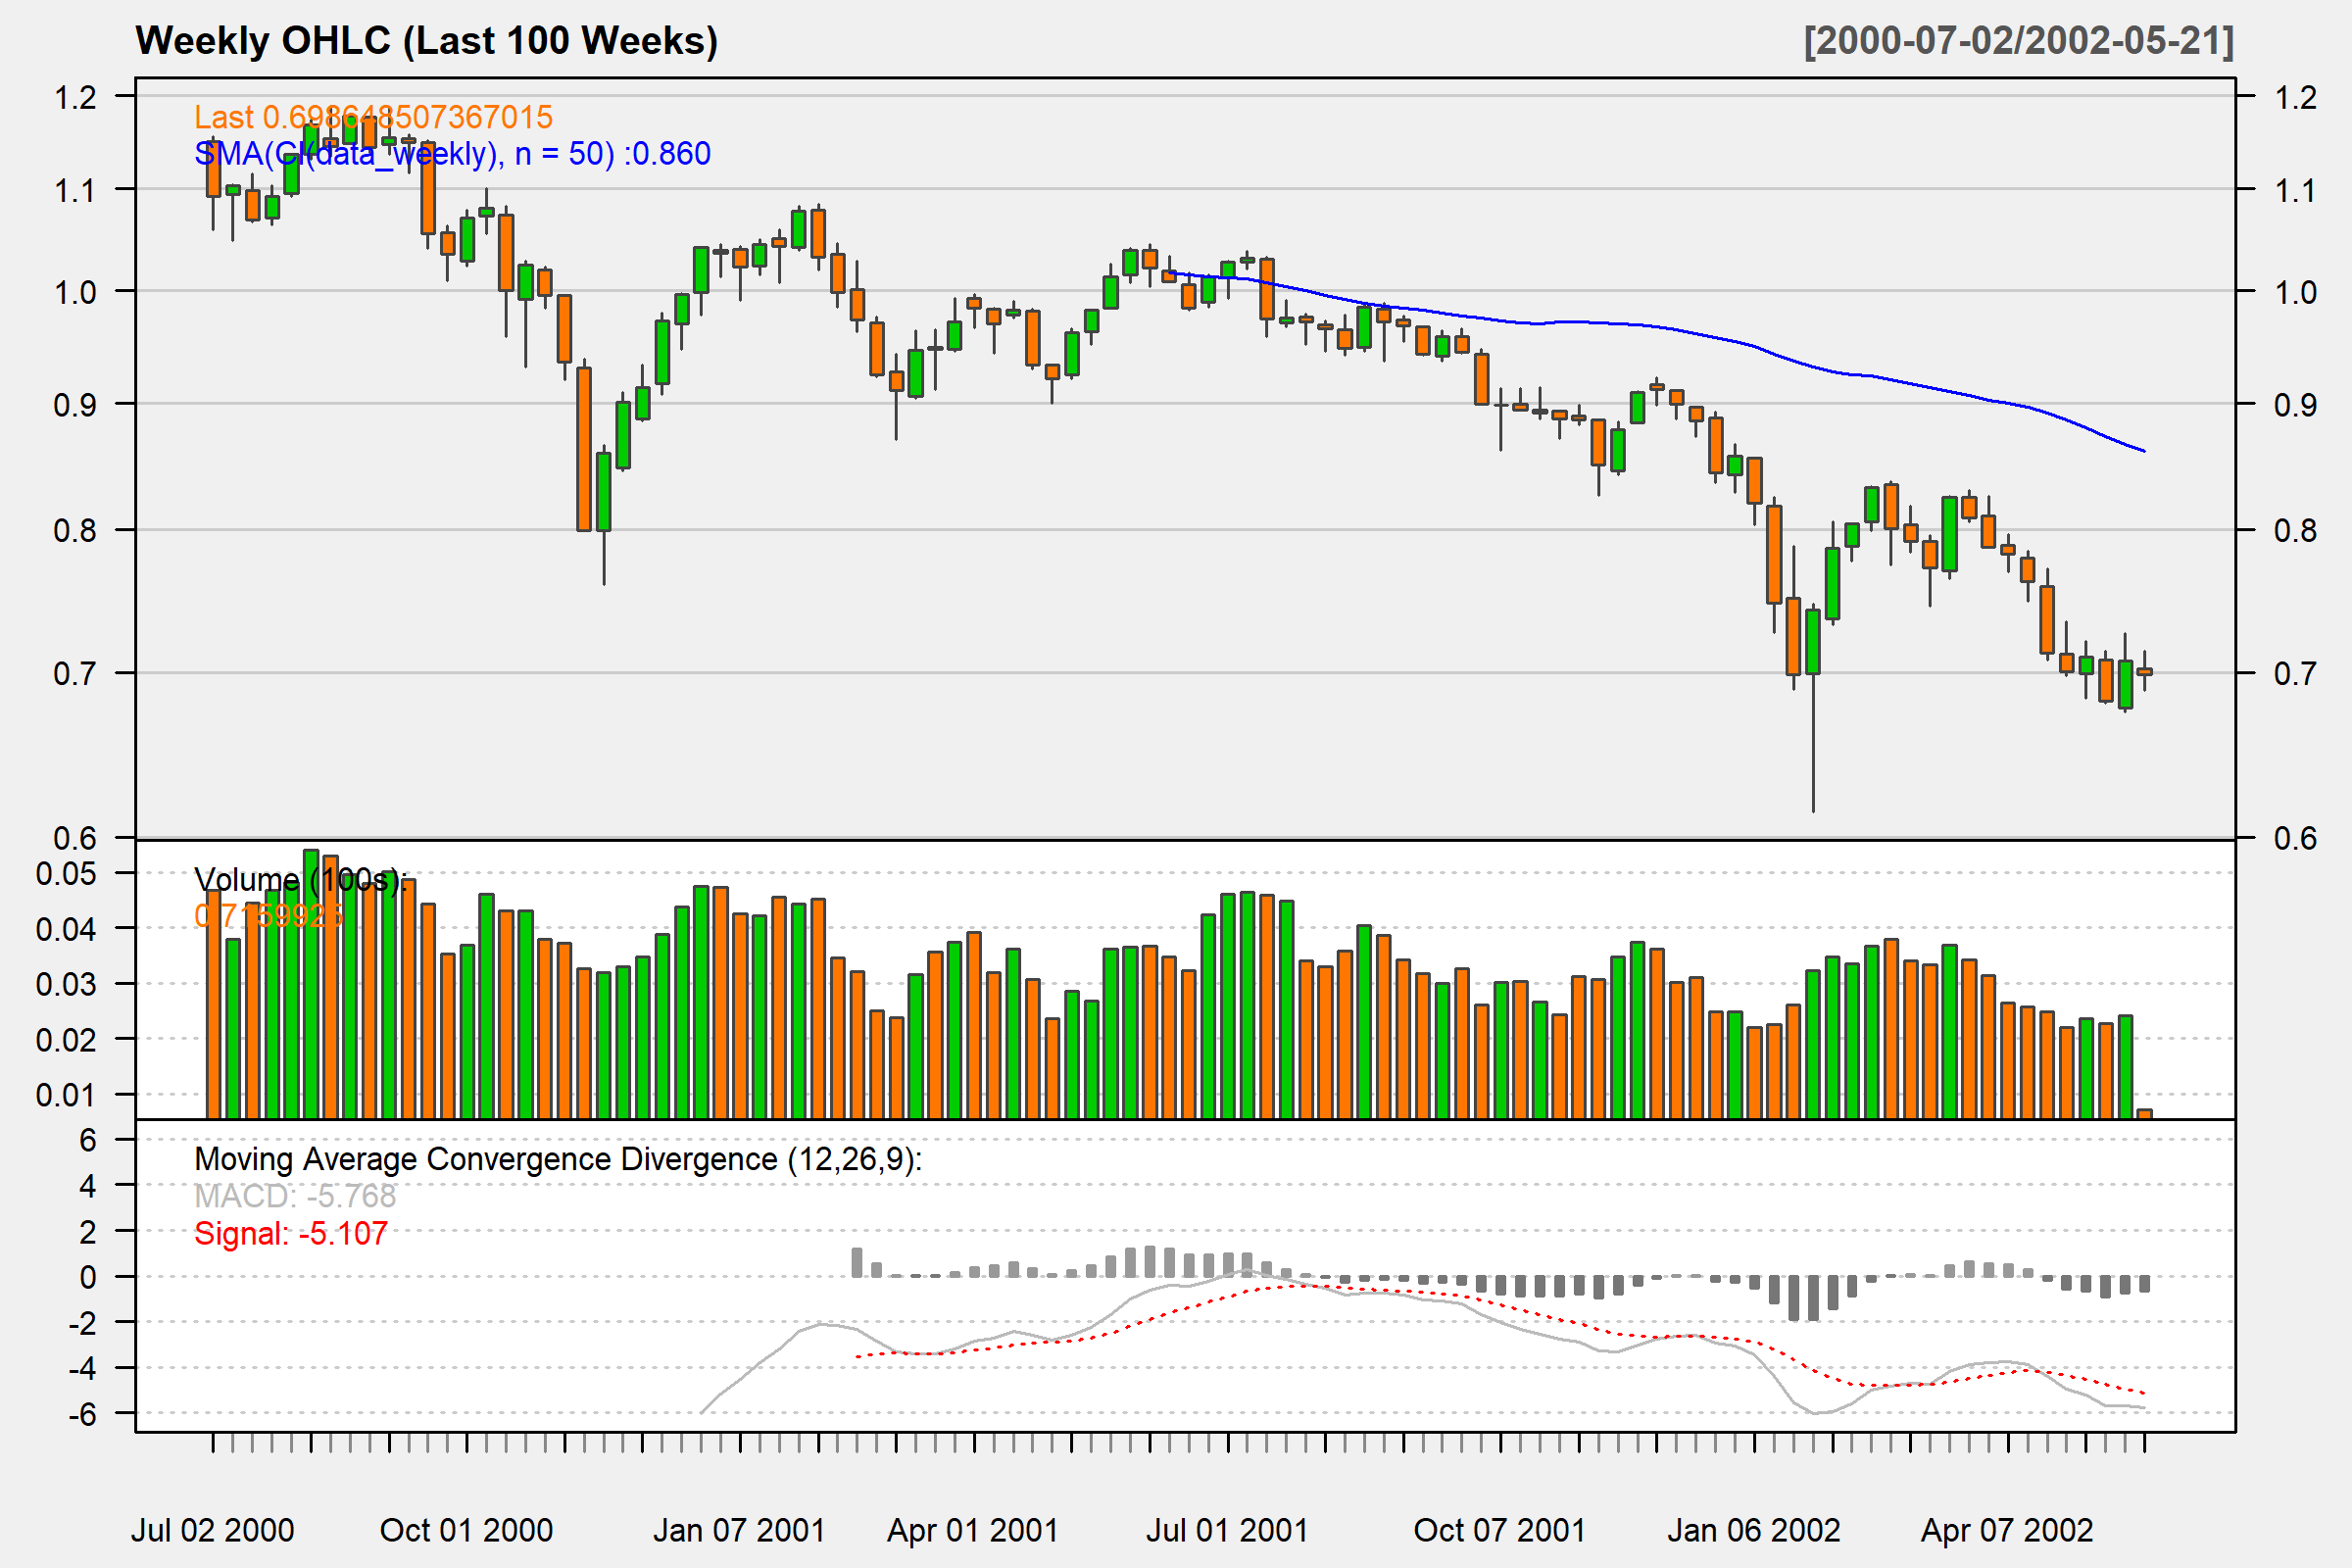 Weekly OHLC (Last 100 Weeks)
[2000-07-02/2002-05-21]
Last 0.698648507367015
SMA(Cl(data_weekly), n = 50) :0.860
1.2
1.1
1.0
0.9
0.8
0.7
0.6
1.2
1.1
1.0
0.9
0.8
0.7
0.6
Volume (100s):
0.7159925
0.05
0.04
0.03
0.02
0.01
Moving Average Convergence Divergence (12,26,9):
MACD: -5.768
Signal: -5.107
6
4
2
0
-2
-4
-6
Jul 02 2000
Oct 01 2000
Jan 07 2001
Apr 01 2001
Jul 01 2001
Oct 07 2001
Jan 06 2002
Apr 07 2002